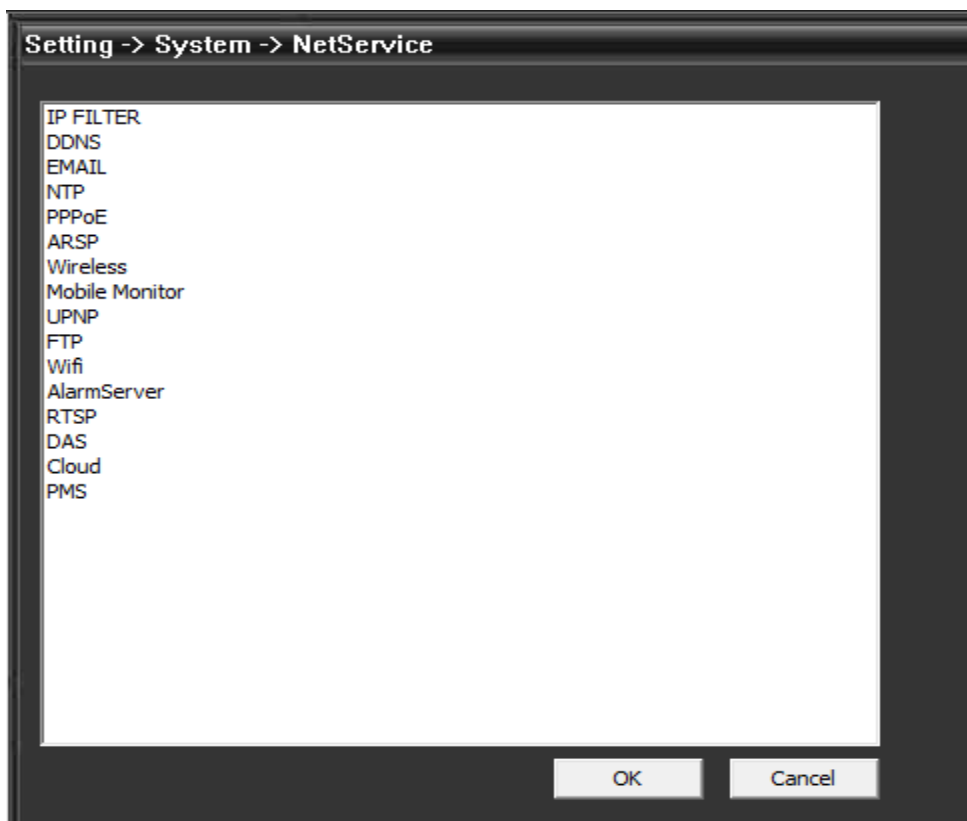 Setting -> System -> NetService
IP FILTER
DDNS
EMAIL
NTP
PPPoE
ARSP
Wireless
Mobile Monitor
UPNP
FTP
Wifi
AlarmServer
RTSP
DAS
Cloud
PMS
OK Cancel